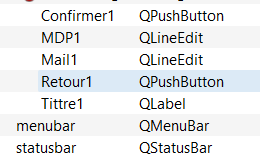 Confirmer1 QPushButton
MDP1 QLineEdit
Mail1 QLineEdit
Retour1 QPushButton
Tittre1 QLabel
menubar QMenuBar
statusbar QStatusBar